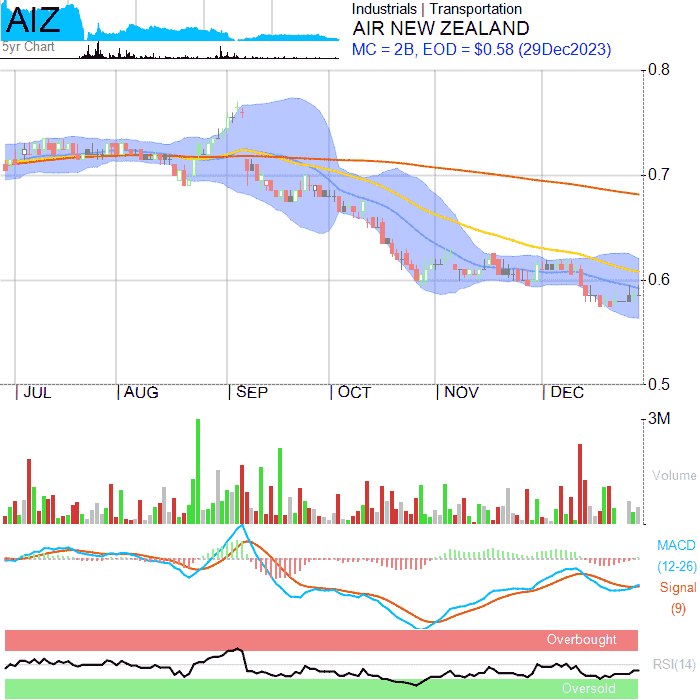 AIZ
5yr Chart
Industrials | Transportation
AIR NEW ZEALAND
MC = 2B, EOD = $0.58 (29Dec2023)
0.8
0.7
0.6
0.5
JUL
AUG
SEP
OCT
NOV
DEC
3M
Volume
MACD
(12-26)
Signal
(9)
Overbought
RSI(14)
Oversold